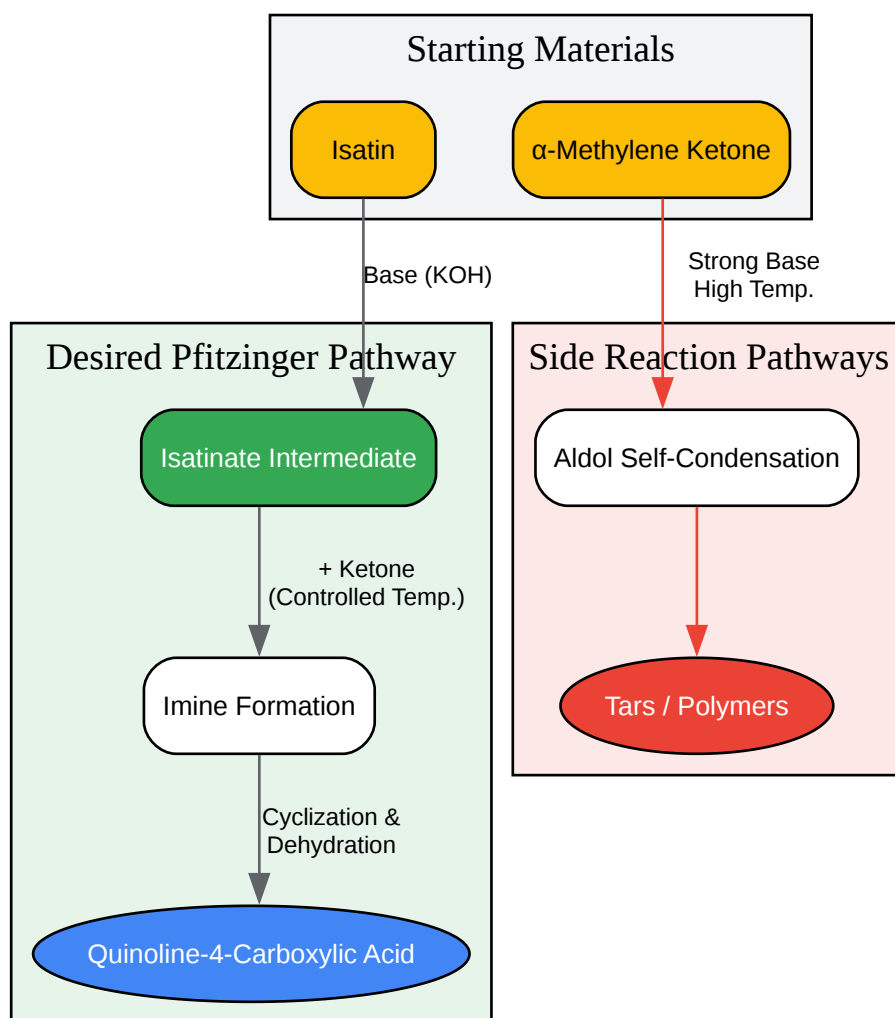 Starting Materials
Isatin
α-Methylene Ketone
Base (KOH)
Strong Base
High Temp.
Desired Pfitzinger Pathway
Side Reaction Pathways
Isatinate Intermediate
Aldol Self-Condensation
+ Ketone
(Controlled Temp.)
Imine Formation
Tars / Polymers
Cyclization &
Dehydration
Quinoline-4-Carboxylic Acid